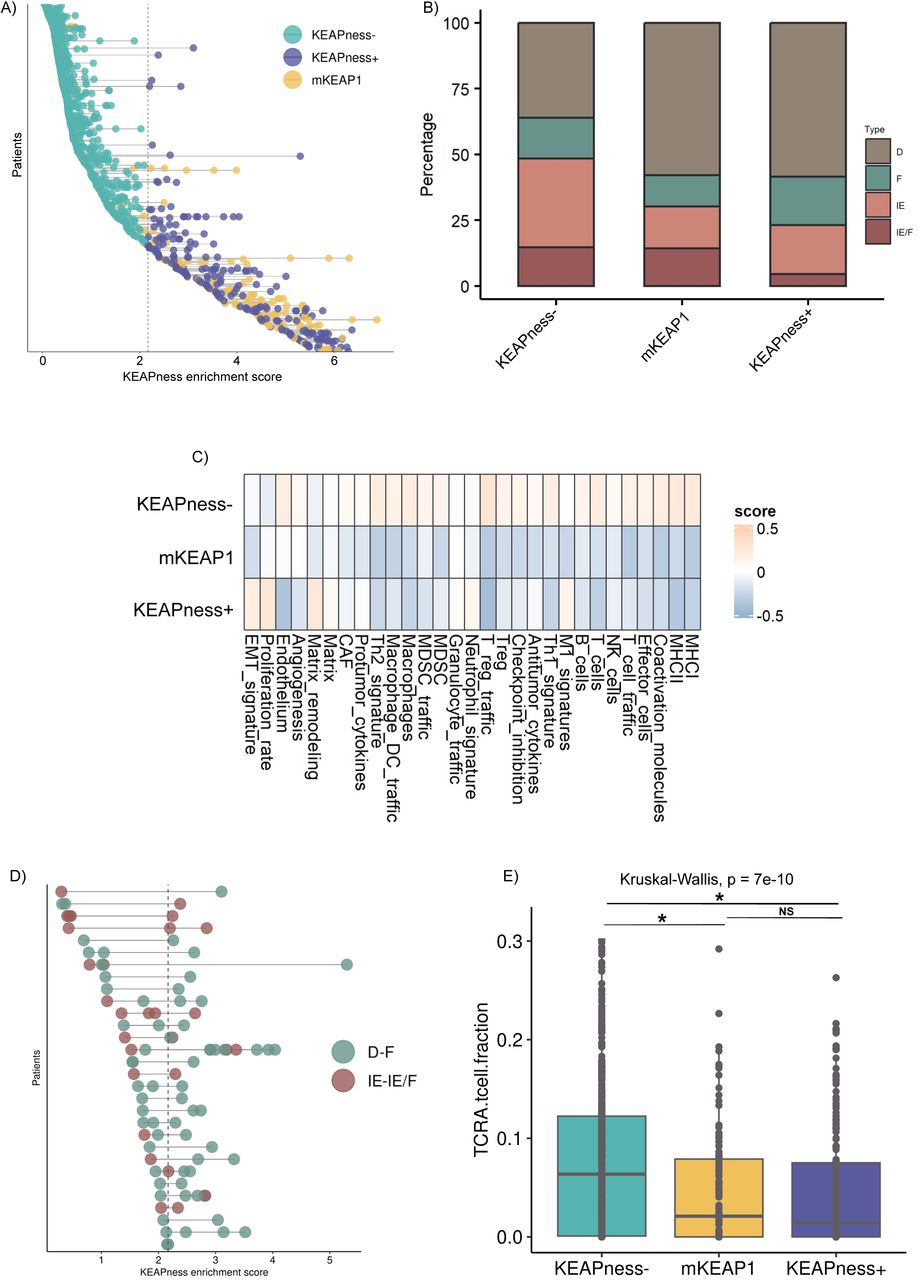 A)
KEAPness-
KEAPness+
mKEAP1
Patients
0 2 4 6
KEAPness enrichment score
B)
100
75
50
25
0
Percentage
KEAPness-
mKEAP1
KEAPness+
Type
D
F
IE
IE/F
C)
KEAPness-
mKEAP1
KEAPness+
score
0.5
0
-0.5
EMT_signature
Proliferation_rate
Endothelium
Angiogenesis
Matrix_remodeling
Matrix
CAF
Protumor_cytokines
Th2_signature
Macrophage_DC_traffic
Macrophages
MDSC_traffic
MDSC
Granulocyte_traffic
Neutrophil_signature
T_reg_traffic
Treg
Checkpoint_inhibition
Antitumor_cytokines
Th1_signature
M1_signatures
B_cells
T_cells
NK_cells
T_cell_traffic
Effector_cells
Coactivation_molecules
MHCII
MHCI
D)
D-F
IE-IE/F
Patients
1 2 3 4 5
KEAPness enrichment score
E)
Kruskal-Wallis, p = 7e-10
*
*
NS
0.3
0.2
0.1
0.0
TCRA.tcell.fraction
KEAPness- mKEAP1 KEAPness+